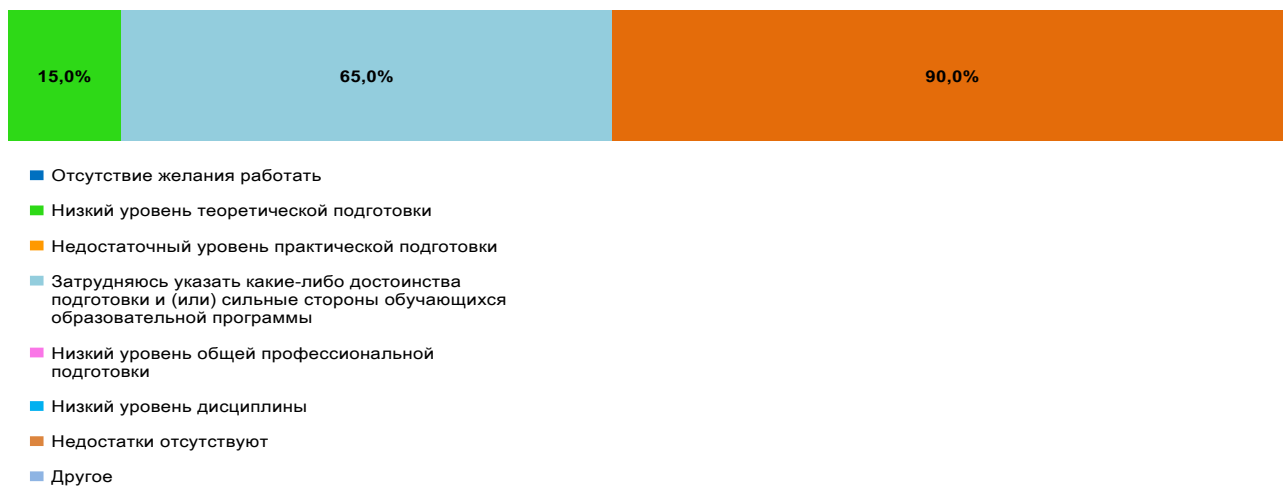 15,0% 65,0% 90,0%
Отсутствие желания работать
Низкий уровень теоретической подготовки
Недостаточный уровень практической подготовки
Затрудняюсь указать какие-либо достоинства
подготовки и (или) сильные стороны обучающихся
образовательной программы
Низкий уровень общей профессиональной
подготовки
Низкий уровень дисциплины
Недостатки отсутствуют
Другое